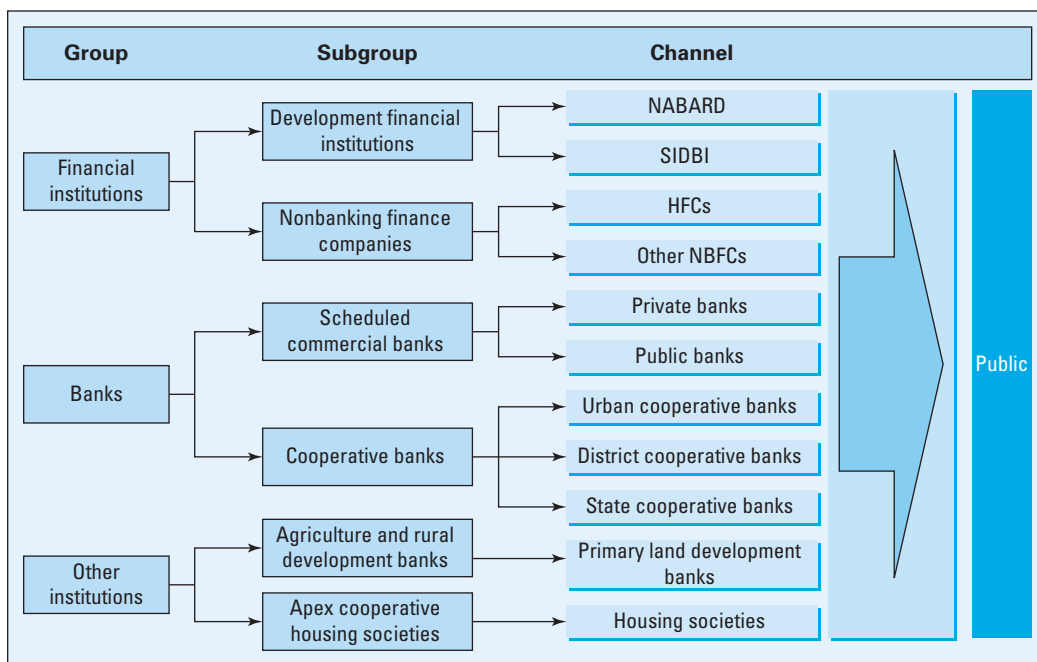 Group Subgroup Channel
Financial
institutions
Development financial
institutions
NABARD
SIDBI
Nonbanking finance
companies
HFCs
Other NBFCs
Banks
Scheduled
commercial banks
Private banks
Public banks
Cooperative banks
Urban cooperative banks
District cooperative banks
State cooperative banks
Other
institutions
Agriculture and rural
development banks
Primary land development
banks
Apex cooperative
housing societies
Housing societies
Public